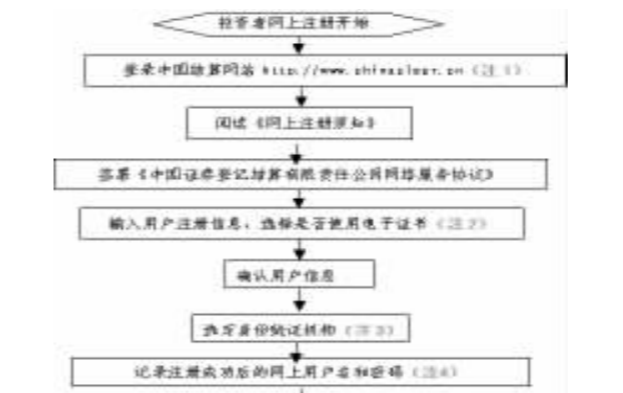 投资者网上注册开始
登录中国结算网站 http://www.chinaclear.cn（注 1）
阅读《网上注册须知》
签署《中国证券登记结算有限责任公司网络服务协议》
输入用户注册信息，选择是否使用电子证书（注 2）
确认用户信息
选写身份验证机构（注 3）
记录注册成功后的网上用户名和密码（注4）